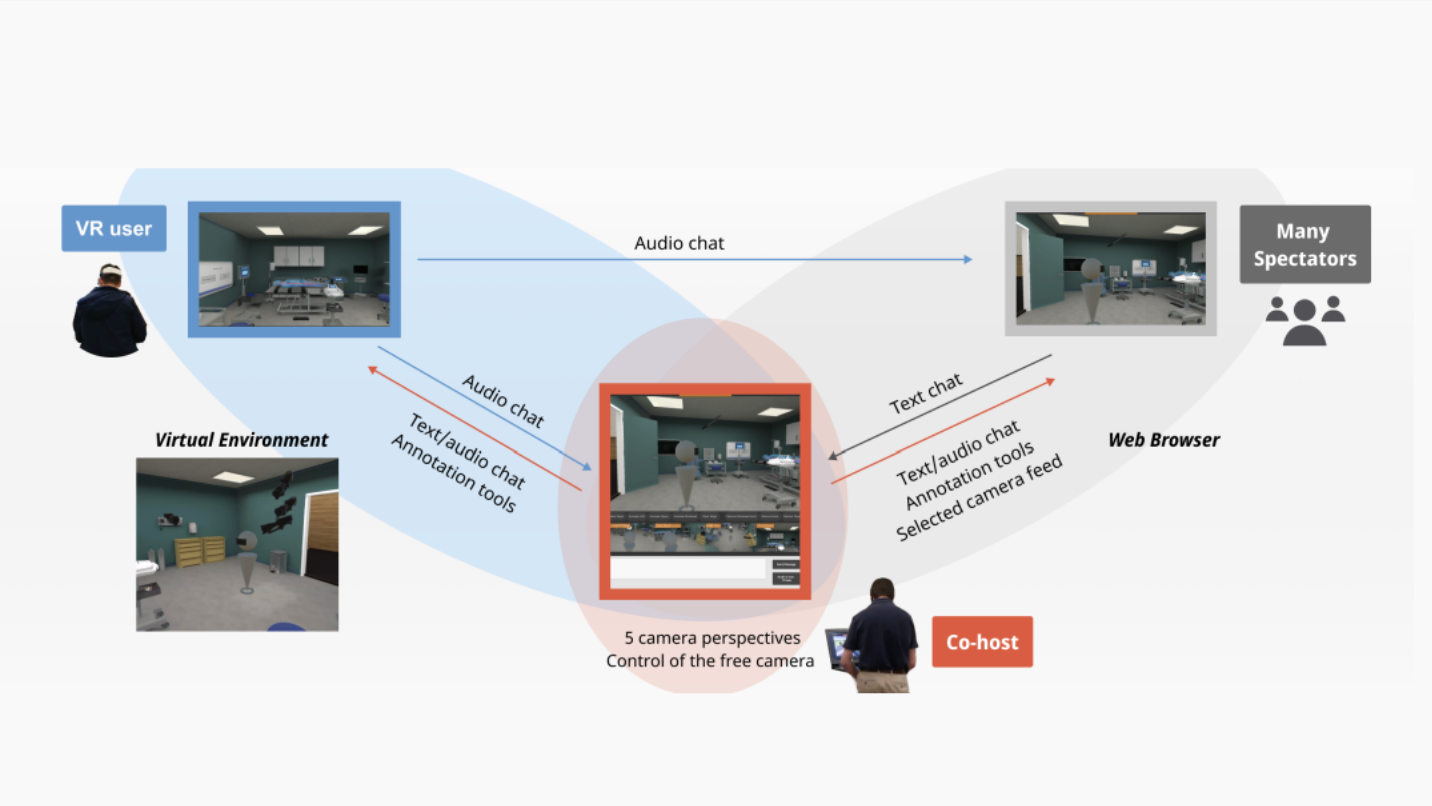 VR user
Audio chat
Many
Spectators
Audio chat
Text/audio chat
Annotation tools
Text chat
Text/audio chat
Annotation tools
Selected camera feed
Virtual Environment
Web Browser
5 camera perspectives
Control of the free camera
Co-host